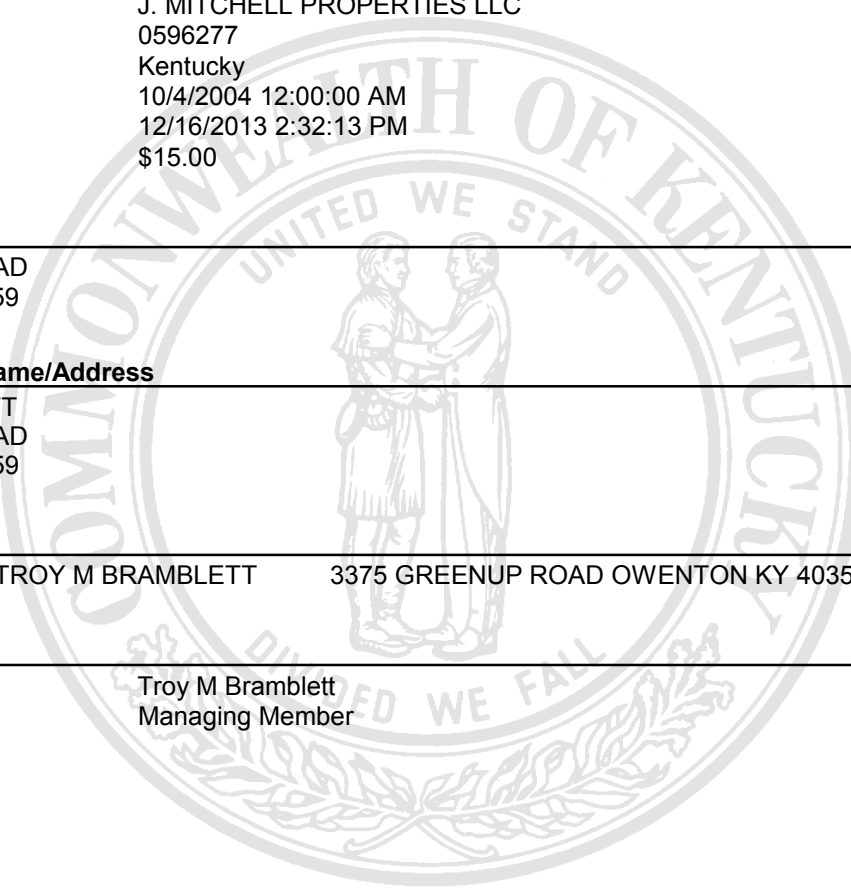 J. MITCHELL PROPERTIES LLC
0596277
Kentucky
10/4/2004 12:00:00 AM
12/16/2013 2:32:13 PM
$15.00
AD
59
ame/Address
TT
AD
59
TROY M BRAMBLETT 3375 GREENUP ROAD OWENTON KY 4035
Troy M Bramblett
Managing Member
COMMONWEALTH OF KENTUCKY
UNITED WE STAND
DIVIDED WE FALL